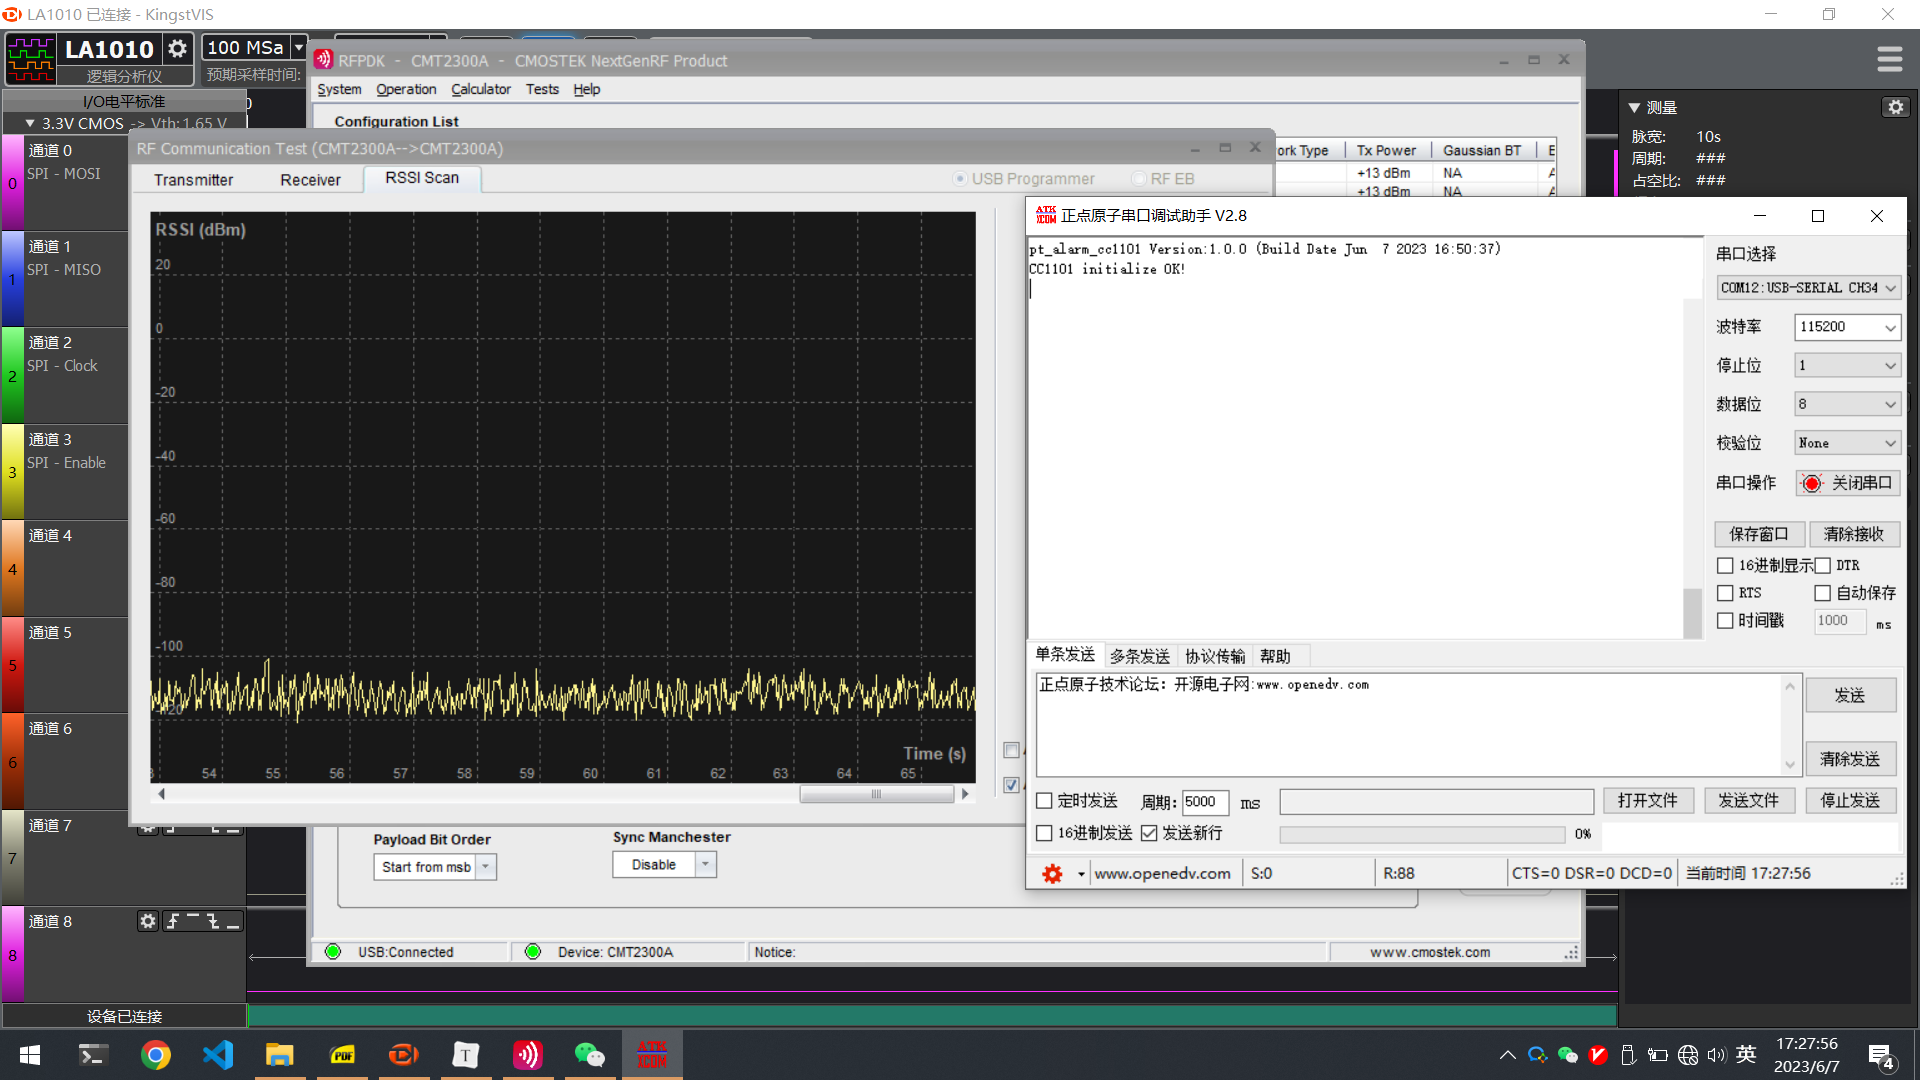 LA1010 已连接 - KingstVIS
LA1010
逻辑分析仪
100 MSa
预期采样时间:
I/O电平标准
3.3V CMOS -> Vth: 1.65 V
0
通道 0
SPI - MOSI
1
通道 1
SPI - MISO
2
通道 2
SPI - Clock
3
通道 3
SPI - Enable
4
通道 4
5
通道 5
6
通道 6
7
通道 7
8
通道 8
设备已连接
RFPDK - CMT2300A - CMOSTEK NextGenRF Product
System Operation Calculator Tests Help
Configuration List
ork Type Tx Power Gaussian BT
+13 dBm NA
+13 dBm NA
RF Communication Test (CMT2300A-->CMT2300A)
Transmitter Receiver RSSI Scan
USB Programmer RF EB
RSSI (dBm)
20
0
-20
-40
-60
-80
-100
-120
Time (s)
54 55 56 57 58 59 60 61 62 63 64 65
Payload Bit Order
Start from msb
Sync Manchester
Disable
USB:Connected
Device: CMT2300A
Notice:
www.cmostek.com
测量
脉宽: 10s
周期: ###
占空比: ###
正点原子串口调试助手 V2.8
pt_alarm_cc1101 Version:1.0.0 (Build Date Jun  7 2023 16:50:37)
CC1101 initialize OK!
串口选择
COM12:USB-SERIAL CH34
波特率 115200
停止位 1
数据位 8
校验位 None
串口操作 关闭串口
保存窗口 清除接收
16进制显示 DTR
RTS 自动保存
时间戳 1000 ms
单条发送 多条发送 协议传输 帮助
正点原子技术论坛：开源电子网:www.openedv.com
发送
清除发送
定时发送 周期: 5000 ms
打开文件 发送文件 停止发送
16进制发送 发送新行
0%
www.openedv.com S:0 R:88 CTS=0 DSR=0 DCD=0 当前时间 17:27:56
PDF
T
ATK
XCOM
英
17:27:56
2023/6/7
4